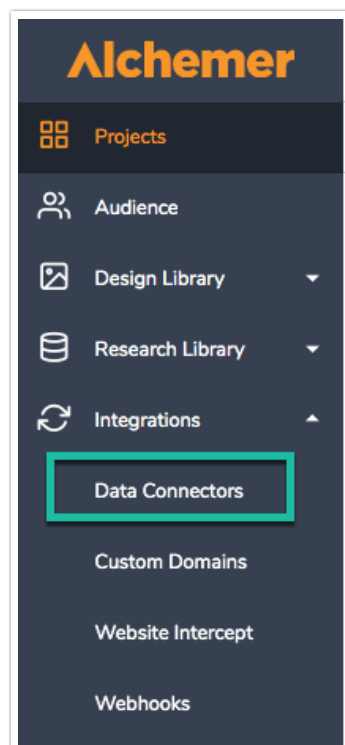 Alchemer
Projects
Audience
Design Library
Research Library
Integrations
Data Connectors
Custom Domains
Website Intercept
Webhooks